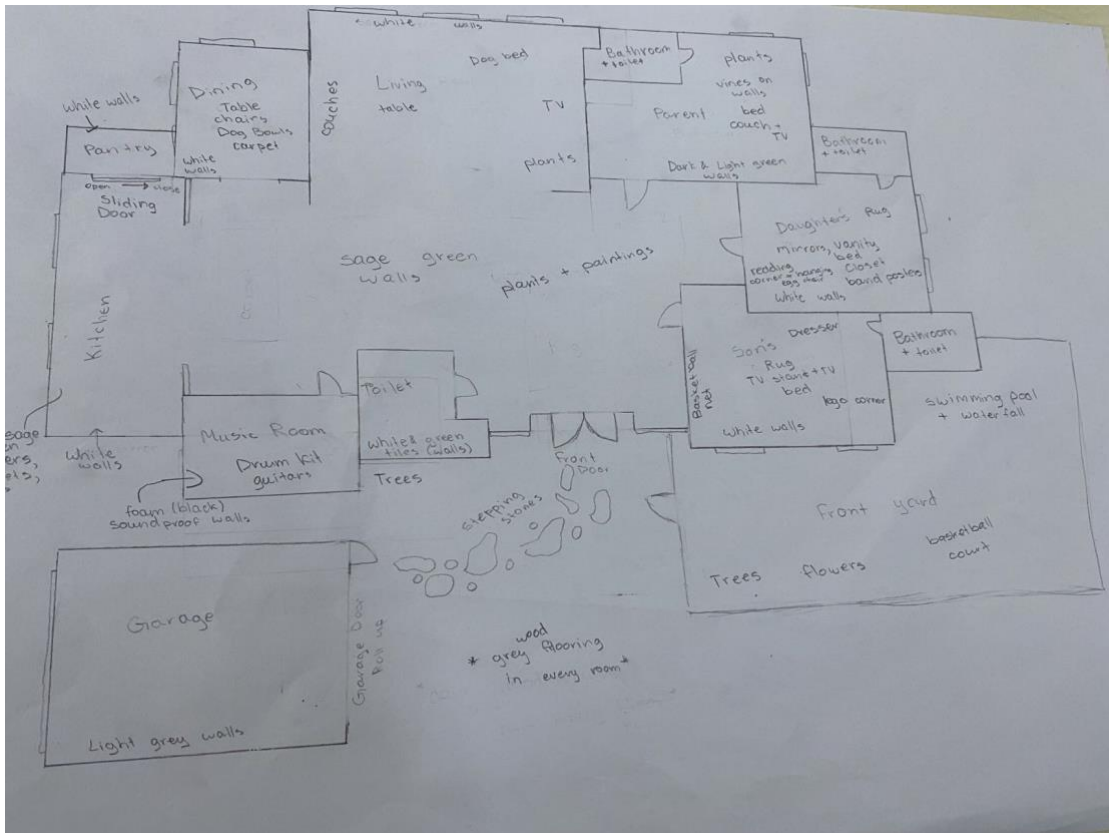 white walls
Dining
Table
chairs
Dog Bowls
carpet
white
walls
white walls
Pantry
open → close
Sliding
Door
Kitchen
white
walls
couches
Living
table
Dog bed
TV
plants
Bathroom
+ toilet
plants
vines on
walls
Parent
bed
couch +
TV
Dark & Light green
walls
Bathroom
+ toilet
Daughter's Rug
mirrors, vanity
bed
reading
corner + hanging
egg chair
closet
band posters
White walls
sage green
walls
plants + paintings
Son's
Dresser
Rug
TV stand + TV
bed
lego corner
Basketball
net
White walls
Bathroom
+ toilet
swimming pool
+ waterfall
Front yard
basketball
court
Trees flowers
Toilet
White & green
tiles (walls)
Music Room
Drum Kit
guitars
foam (black)
soundproof walls
Trees
Front
Door
Stepping
Stones
Garage
Garage Door
Roll up
Light grey walls
wood
* grey flooring
in every room *
sage